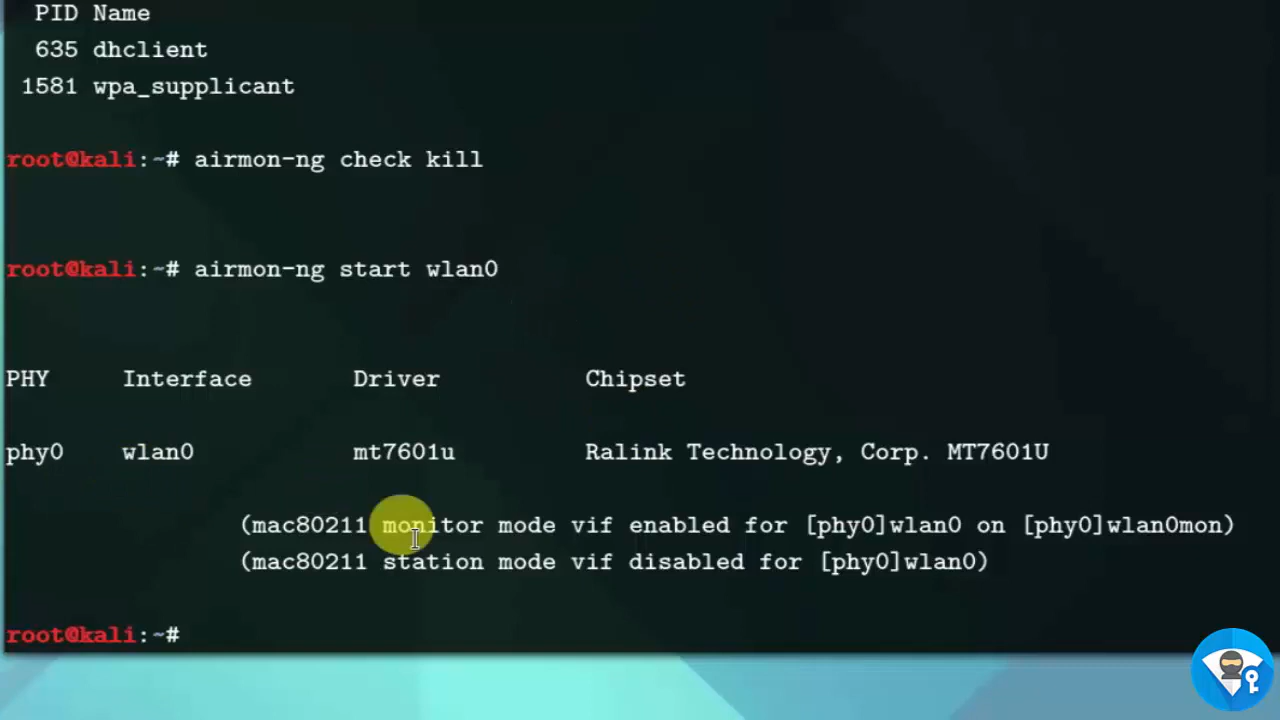 PID Name
635 dhclient
1581 wpa_supplicant
root@kali:~# airmon-ng check kill
root@kali:~# airmon-ng start wlan0
PHY Interface Driver Chipset
phy0 wlan0 mt7601u Ralink Technology, Corp. MT7601U
(mac80211 monitor mode vif enabled for [phy0]wlan0 on [phy0]wlan0mon)
(mac80211 station mode vif disabled for [phy0]wlan0)
root@kali:~#